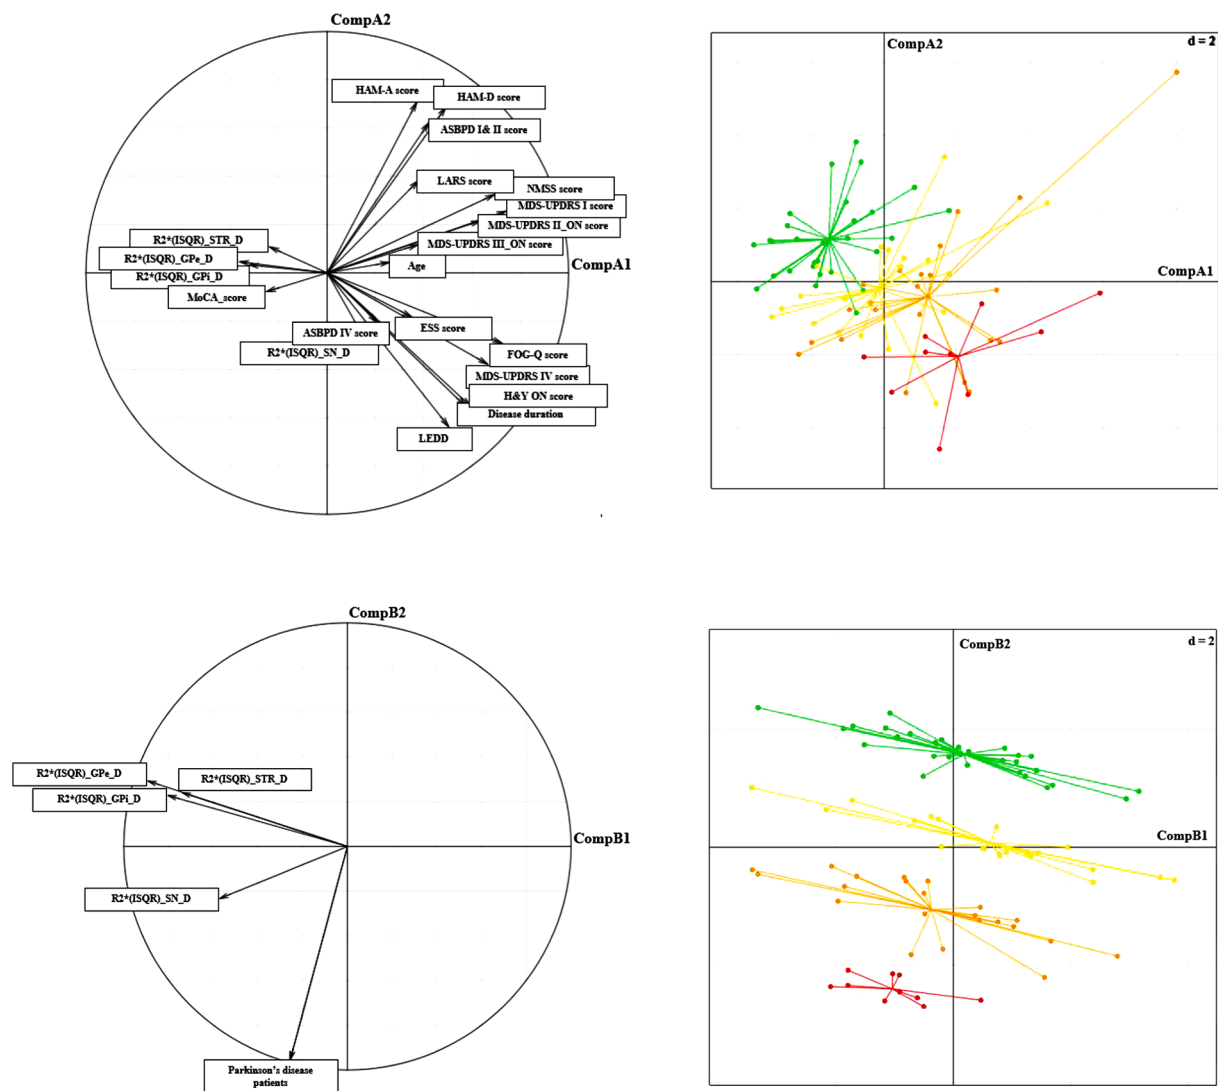 CompA2
HAM-A score
HAM-D score
ASBPD I& II score
LARS score
NMSS score
MDS-UPDRS I score
MDS-UPDRS II_ON score
MDS-UPDRS III_ON score
R2*(ISQR)_STR_D
R2*(ISQR)_GPe_D
R2*(ISQR)_GPi_D
MoCA_score
Age
CompA1
ASBPD IV score
ESS score
R2*(ISQR)_SN_D
FOG-Q score
MDS-UPDRS IV score
H&Y ON score
Disease duration
LEDD
CompA2
d = 2
CompA1
CompB2
R2*(ISQR)_GPe_D
R2*(ISQR)_STR_D
R2*(ISQR)_GPi_D
CompB1
R2*(ISQR)_SN_D
Parkinson's disease
patients
CompB2
d = 2
CompB1